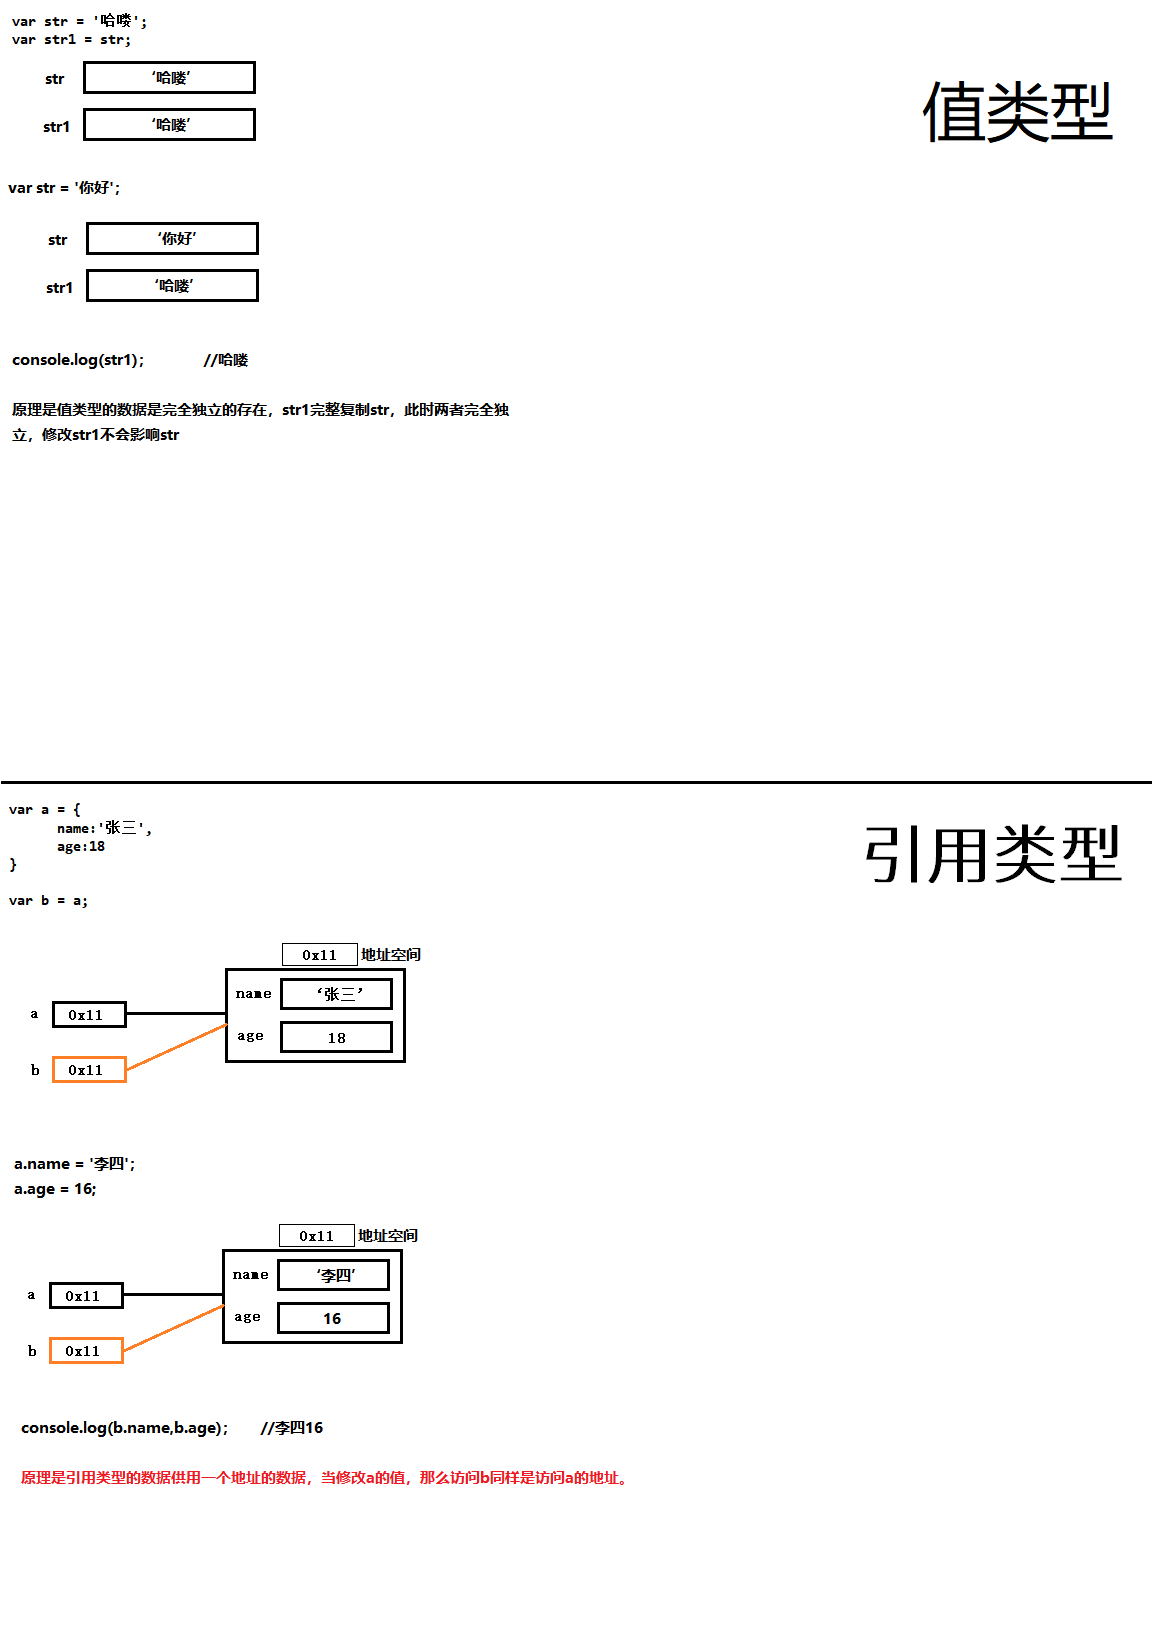 var str = '哈喽';
var str1 = str;
值类型
str ‘哈喽’
str1 ‘哈喽’
var str = '你好';
str ‘你好’
str1 ‘哈喽’
console.log(str1); //哈喽
原理是值类型的数据是完全独立的存在，str1完整复制str，此时两者完全独
立，修改str1不会影响str
var a = {
name:'张三',
age:18
}
引用类型
var b = a;
0x11 地址空间
name ‘张三’
a 0x11
age 18
b 0x11
a.name = '李四';
a.age = 16;
0x11 地址空间
name ‘李四’
a 0x11
age 16
b 0x11
console.log(b.name,b.age); //李四16
原理是引用类型的数据供用一个地址的数据，当修改a的值，那么访问b同样是访问a的地址。